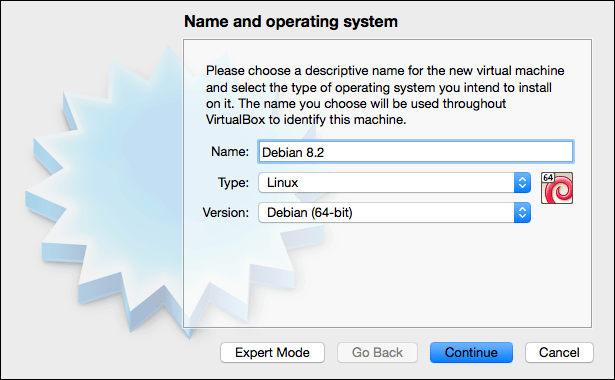 Name and operating system
Please choose a descriptive name for the new virtual machine
and select the type of operating system you intend to install
on it. The name you choose will be used throughout
VirtualBox to identify this machine.
Name: Debian 8.2
Type: Linux
64
Version: Debian (64-bit)
Expert Mode Go Back Continue Cancel